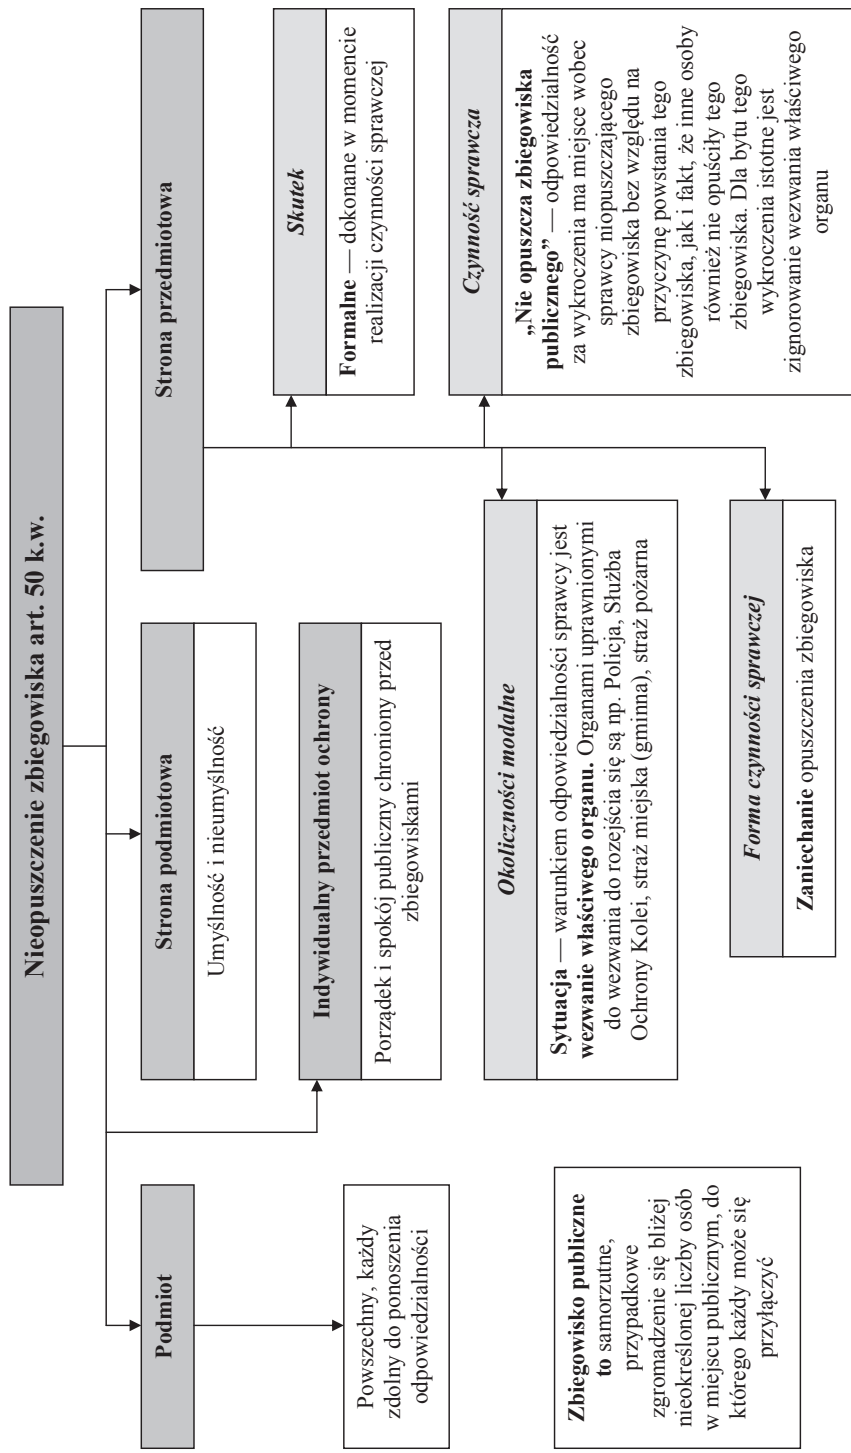 Nieopuszczenie zbiegowiska art. 50 k.w.
Podmiot
Powszechny, każdy
zdolny do ponoszenia
odpowiedzialności
Zbiegowisko publiczne
to samorzutne,
przypadkowe
zgromadzenie się bliżej
nieokreślonej liczby osób
w miejscu publicznym, do
którego każdy może się
przyłączyć
Strona podmiotowa
Umyślność i nieumyślność
Indywidualny przedmiot ochrony
Porządek i spokój publiczny chroniony przed
zbiegowiskami
Strona przedmiotowa
Skutek
Formalne — dokonane w momencie
realizacji czynności sprawczej
Czynność sprawcza
„Nie opuszcza zbiegowiska
publicznego” — odpowiedzialność
za wykroczenia ma miejsce wobec
sprawcy niopuszczającego
zbiegowiska bez względu na
przyczynę powstania tego
zbiegowiska, jak i fakt, że inne osoby
również nie opuściły tego
zbiegowiska. Dla bytu tego
wykroczenia istotne jest
zignorowanie wezwania właściwego
organu
Okoliczności modalne
Sytuacja — warunkiem odpowiedzialności sprawcy jest
wezwanie właściwego organu. Organami uprawnionymi
do wezwania do rozejścia się są np. Policja, Służba
Ochrony Kolei, straż miejska (gminna), straż pożarna
Forma czynności sprawczej
Zaniechanie opuszczenia zbiegowiska